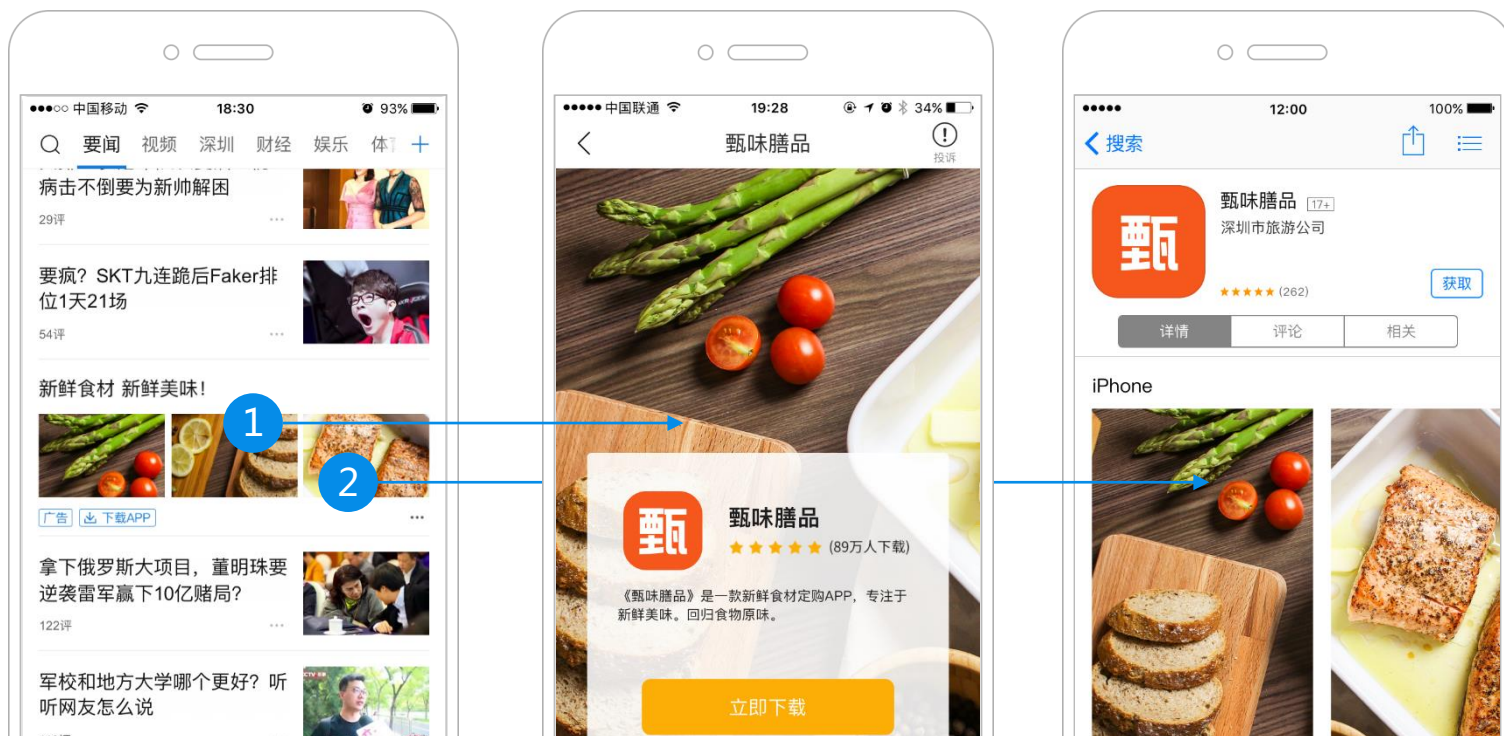 中国移动 18:30 93%
要闻 视频 深圳 财经 娱乐
病击不倒要为新帅解困
29评
要疯？SKT九连跪后Faker排
位1天21场
54评
新鲜食材 新鲜美味！
1
2
广告 下载APP
拿下俄罗斯大项目，董明珠要
逆袭雷军赢下10亿赌局？
122评
军校和地方大学哪个更好？听
听网友怎么说
中国联通 19:28 34%
甄味膳品
投诉
甄
甄味膳品
(89万人下载)
《甄味膳品》是一款新鲜食材定购APP，专注于
新鲜美味。回归食物原味。
立即下载
12:00 100%
搜索
甄
甄味膳品 17+
深圳市旅游公司
(262)
获取
详情 评论 相关
iPhone